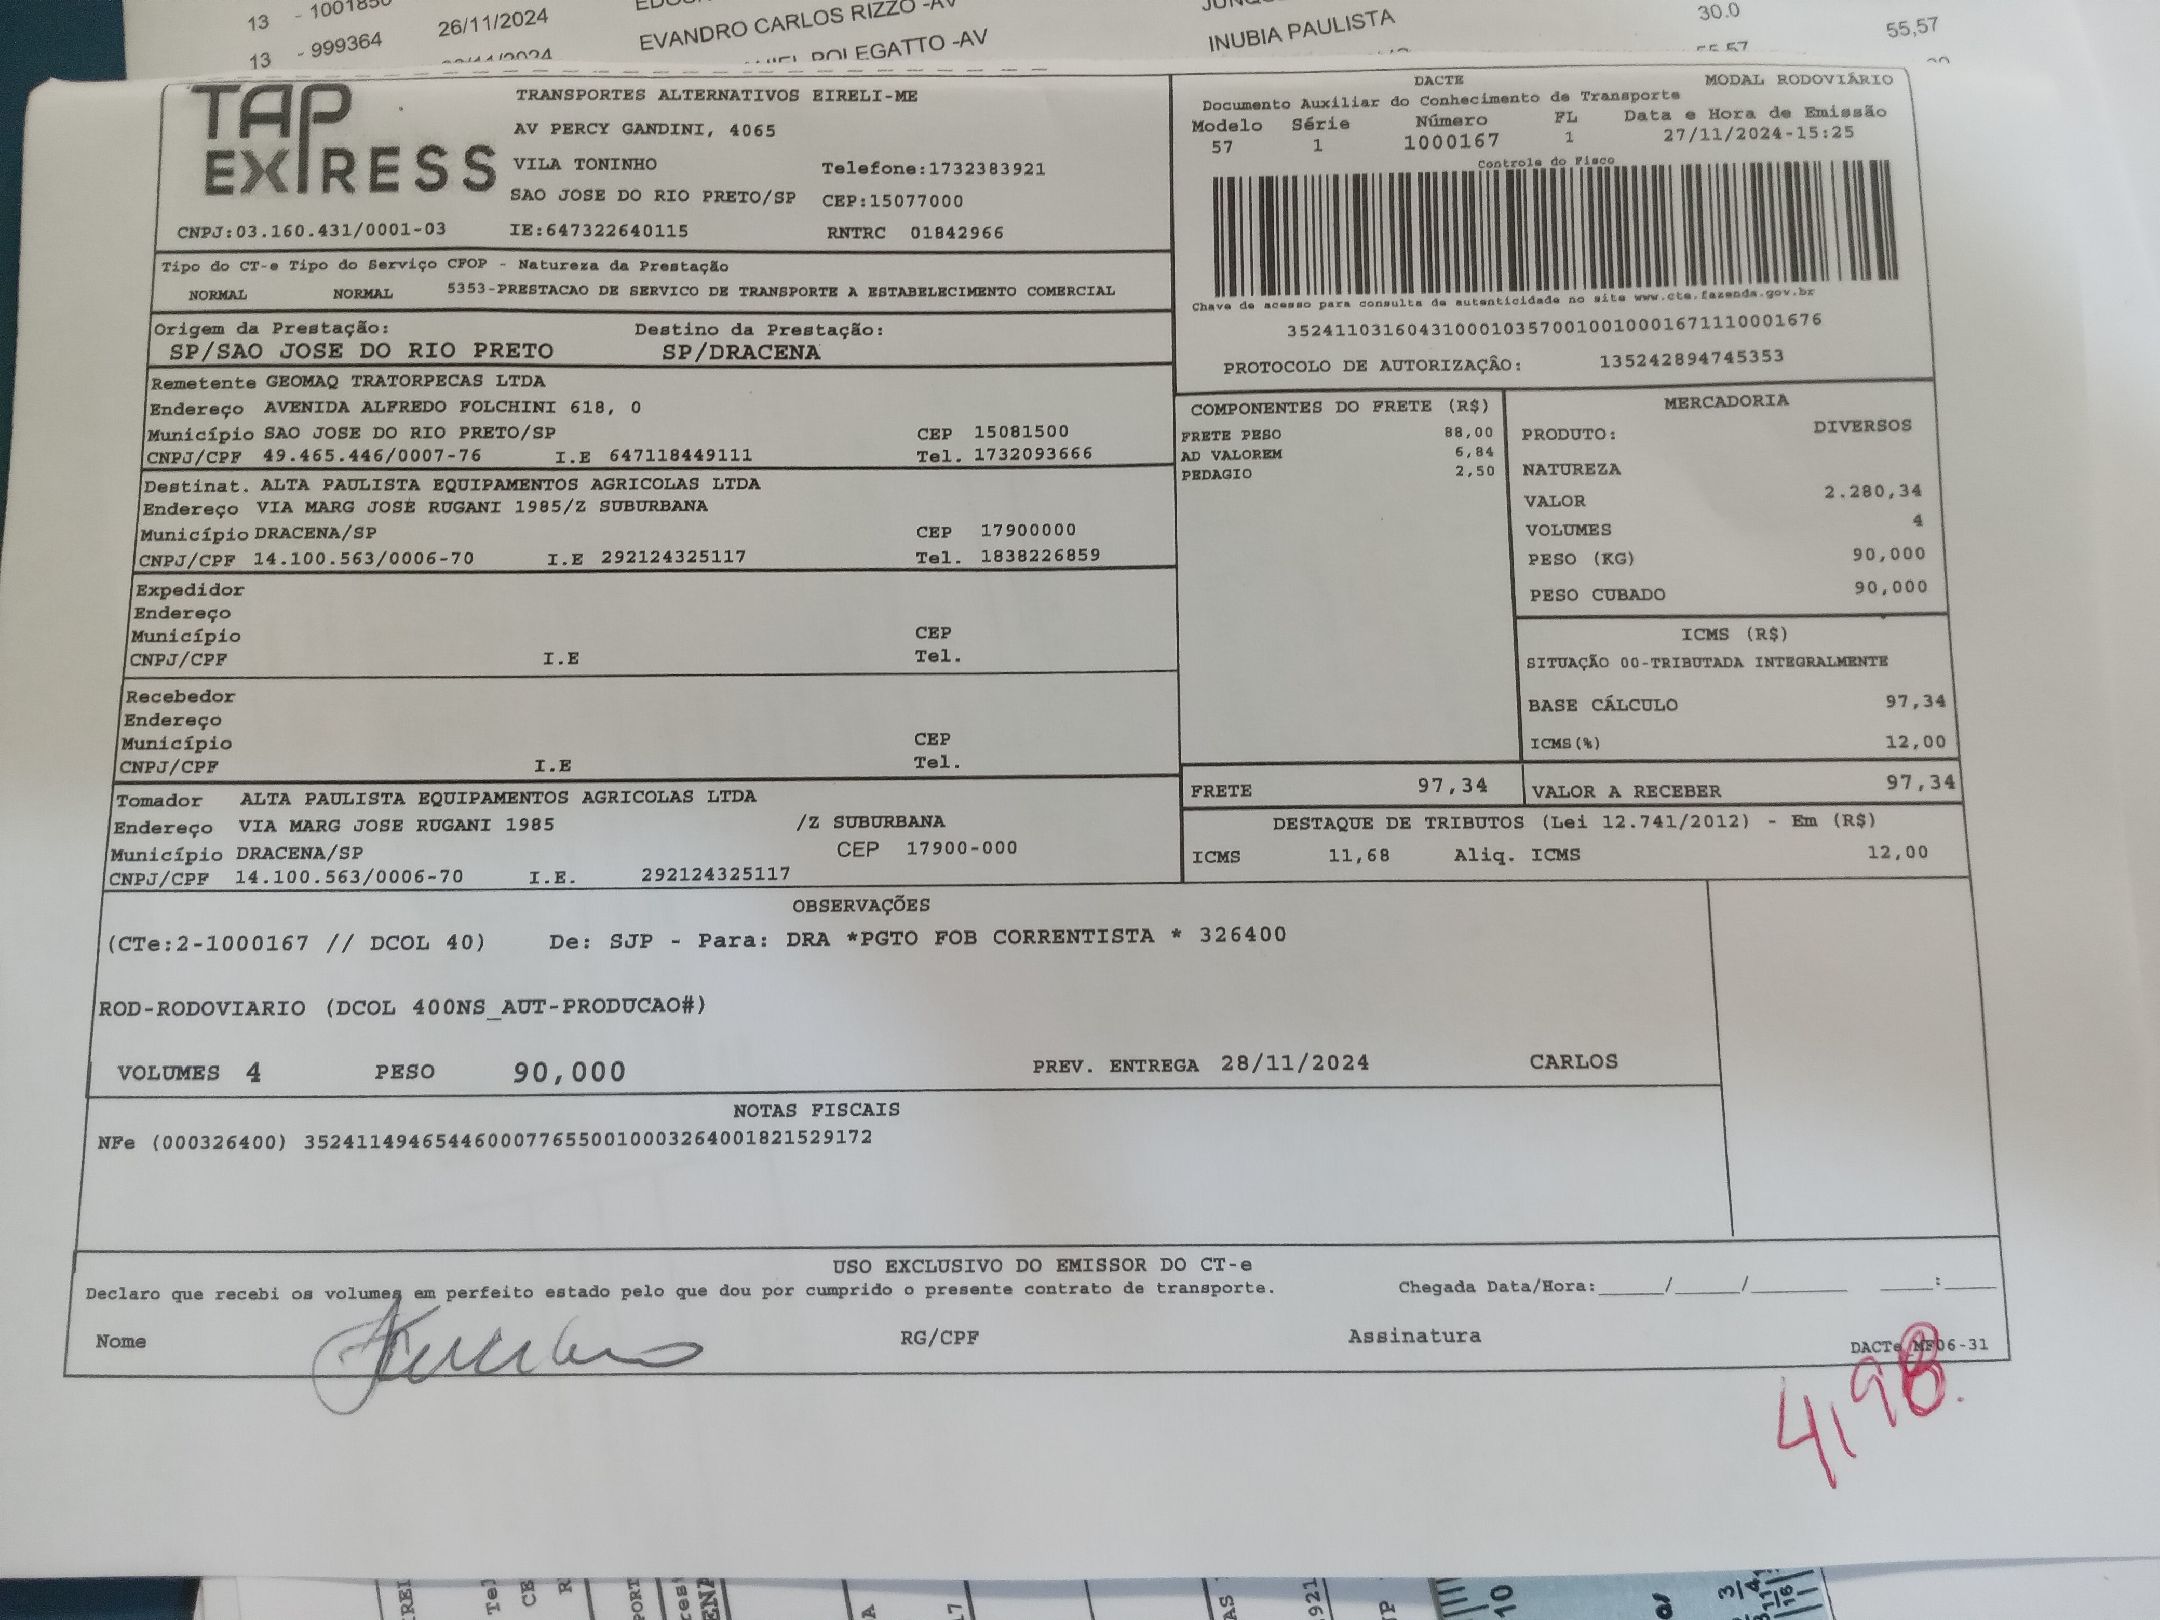 13 - 1001850
13 - 999364 26/11/2024 EVANDRO CARLOS RIZZO -AV INUBIA PAULISTA 30.0 55,57
POLEGATTO -AV
TAP EXPRESS
TRANSPORTES ALTERNATIVOS EIRELI-ME
AV PERCY GANDINI, 4065
VILA TONINHO Telefone:1732383921
SAO JOSE DO RIO PRETO/SP CEP:15077000
CNPJ:03.160.431/0001-03 IE:647322640115 RNTRC 01842966
DACTE MODAL RODOVIÁRIO
Documento Auxiliar do Conhecimento de Transporte
Modelo Série Número FL Data e Hora de Emissão
57 1 1000167 1 27/11/2024-15:25
Controle do Fisco
Chave de acesso para consulta de autenticidade no site www.cte.fazenda.gov.br
35241103160431000103570010010001671110001676
PROTOCOLO DE AUTORIZAÇÂO: 135242894745353
Tipo do CT-e Tipo do Serviço CFOP - Natureza da Prestação
NORMAL NORMAL 5353-PRESTACAO DE SERVICO DE TRANSPORTE A ESTABELECIMENTO COMERCIAL
Origem da Prestação: Destino da Prestação:
SP/SAO JOSE DO RIO PRETO SP/DRACENA
Remetente GEOMAQ TRATORPECAS LTDA
Endereço AVENIDA ALFREDO FOLCHINI 618, 0
Município SAO JOSE DO RIO PRETO/SP CEP 15081500
CNPJ/CPF 49.465.446/0007-76 I.E 647118449111 Tel. 1732093666
Destinat. ALTA PAULISTA EQUIPAMENTOS AGRICOLAS LTDA
Endereço VIA MARG JOSE RUGANI 1985/Z SUBURBANA
Município DRACENA/SP CEP 17900000
CNPJ/CPF 14.100.563/0006-70 I.E 292124325117 Tel. 1838226859
Expedidor
Endereço
Município CEP
CNPJ/CPF I.E Tel.
Recebedor
Endereço
Município CEP
CNPJ/CPF I.E Tel.
Tomador ALTA PAULISTA EQUIPAMENTOS AGRICOLAS LTDA
Endereço VIA MARG JOSE RUGANI 1985 /Z SUBURBANA
Município DRACENA/SP CEP 17900-000
CNPJ/CPF 14.100.563/0006-70 I.E. 292124325117
COMPONENTES DO FRETE (R$)
FRETE PESO 88,00
AD VALOREM 6,84
PEDAGIO 2,50
MERCADORIA
PRODUTO: DIVERSOS
NATUREZA
VALOR 2.280,34
VOLUMES 4
PESO (KG) 90,000
PESO CUBADO 90,000
ICMS (R$)
SITUAÇÃO 00-TRIBUTADA INTEGRALMENTE
BASE CÁLCULO 97,34
ICMS(%) 12,00
FRETE 97,34 VALOR A RECEBER 97,34
DESTAQUE DE TRIBUTOS (Lei 12.741/2012) - Em (R$)
ICMS 11,68 Aliq. ICMS 12,00
OBSERVAÇÕES
(CTe:2-1000167 // DCOL 40) De: SJP - Para: DRA *PGTO FOB CORRENTISTA * 326400
ROD-RODOVIARIO (DCOL 400NS_AUT-PRODUCAO#)
VOLUMES 4 PESO 90,000 PREV. ENTREGA 28/11/2024 CARLOS
NOTAS FISCAIS
NFe (000326400) 35241149465446000776550010003264001821529172
USO EXCLUSIVO DO EMISSOR DO CT-e
Declaro que recebi os volumes em perfeito estado pelo que dou por cumprido o presente contrato de transporte. Chegada Data/Hora:_____/_____/_______ ____:____
Nome RG/CPF Assinatura
DACTe MF06-31
4,98.